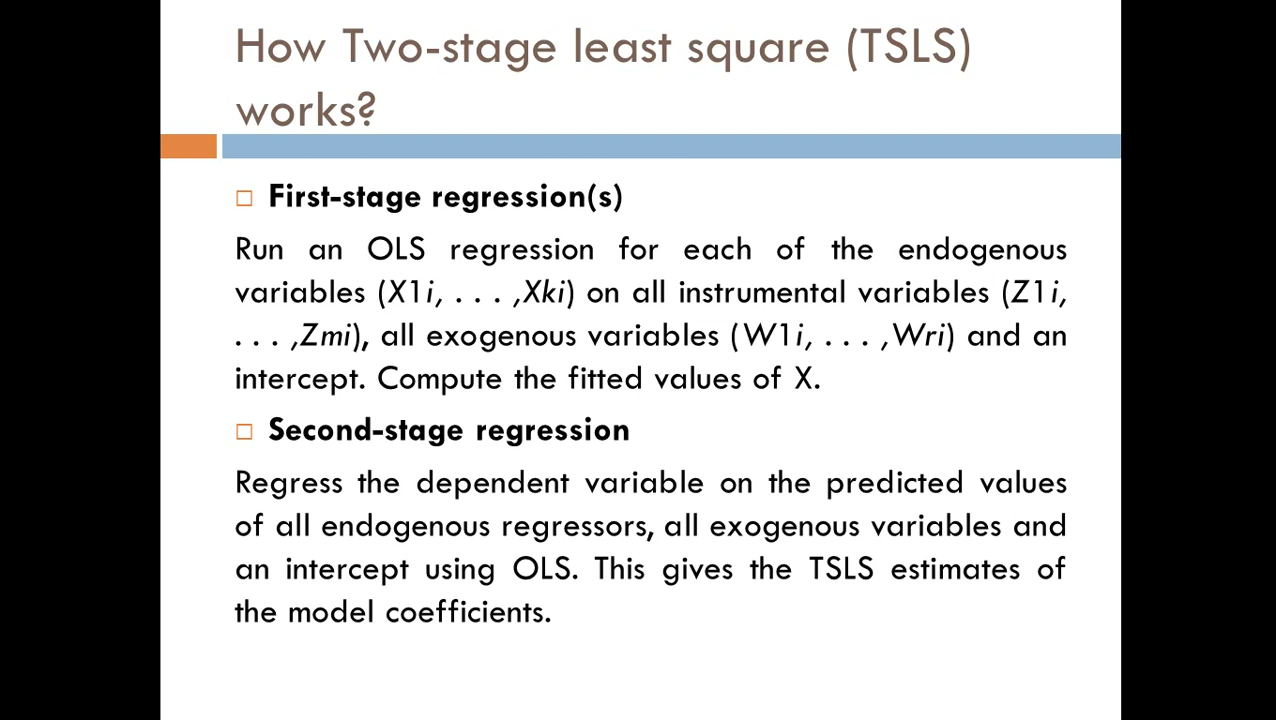 How Two-stage least square (TSLS)
works?
First-stage regression(s)
Run an OLS regression for each of the endogenous
variables (X1i, . . . ,Xki) on all instrumental variables (Z1i,
. . . ,Zmi), all exogenous variables (W1i, . . . ,Wri) and an
intercept. Compute the fitted values of X.
Second-stage regression
Regress the dependent variable on the predicted values
of all endogenous regressors, all exogenous variables and
an intercept using OLS. This gives the TSLS estimates of
the model coefficients.